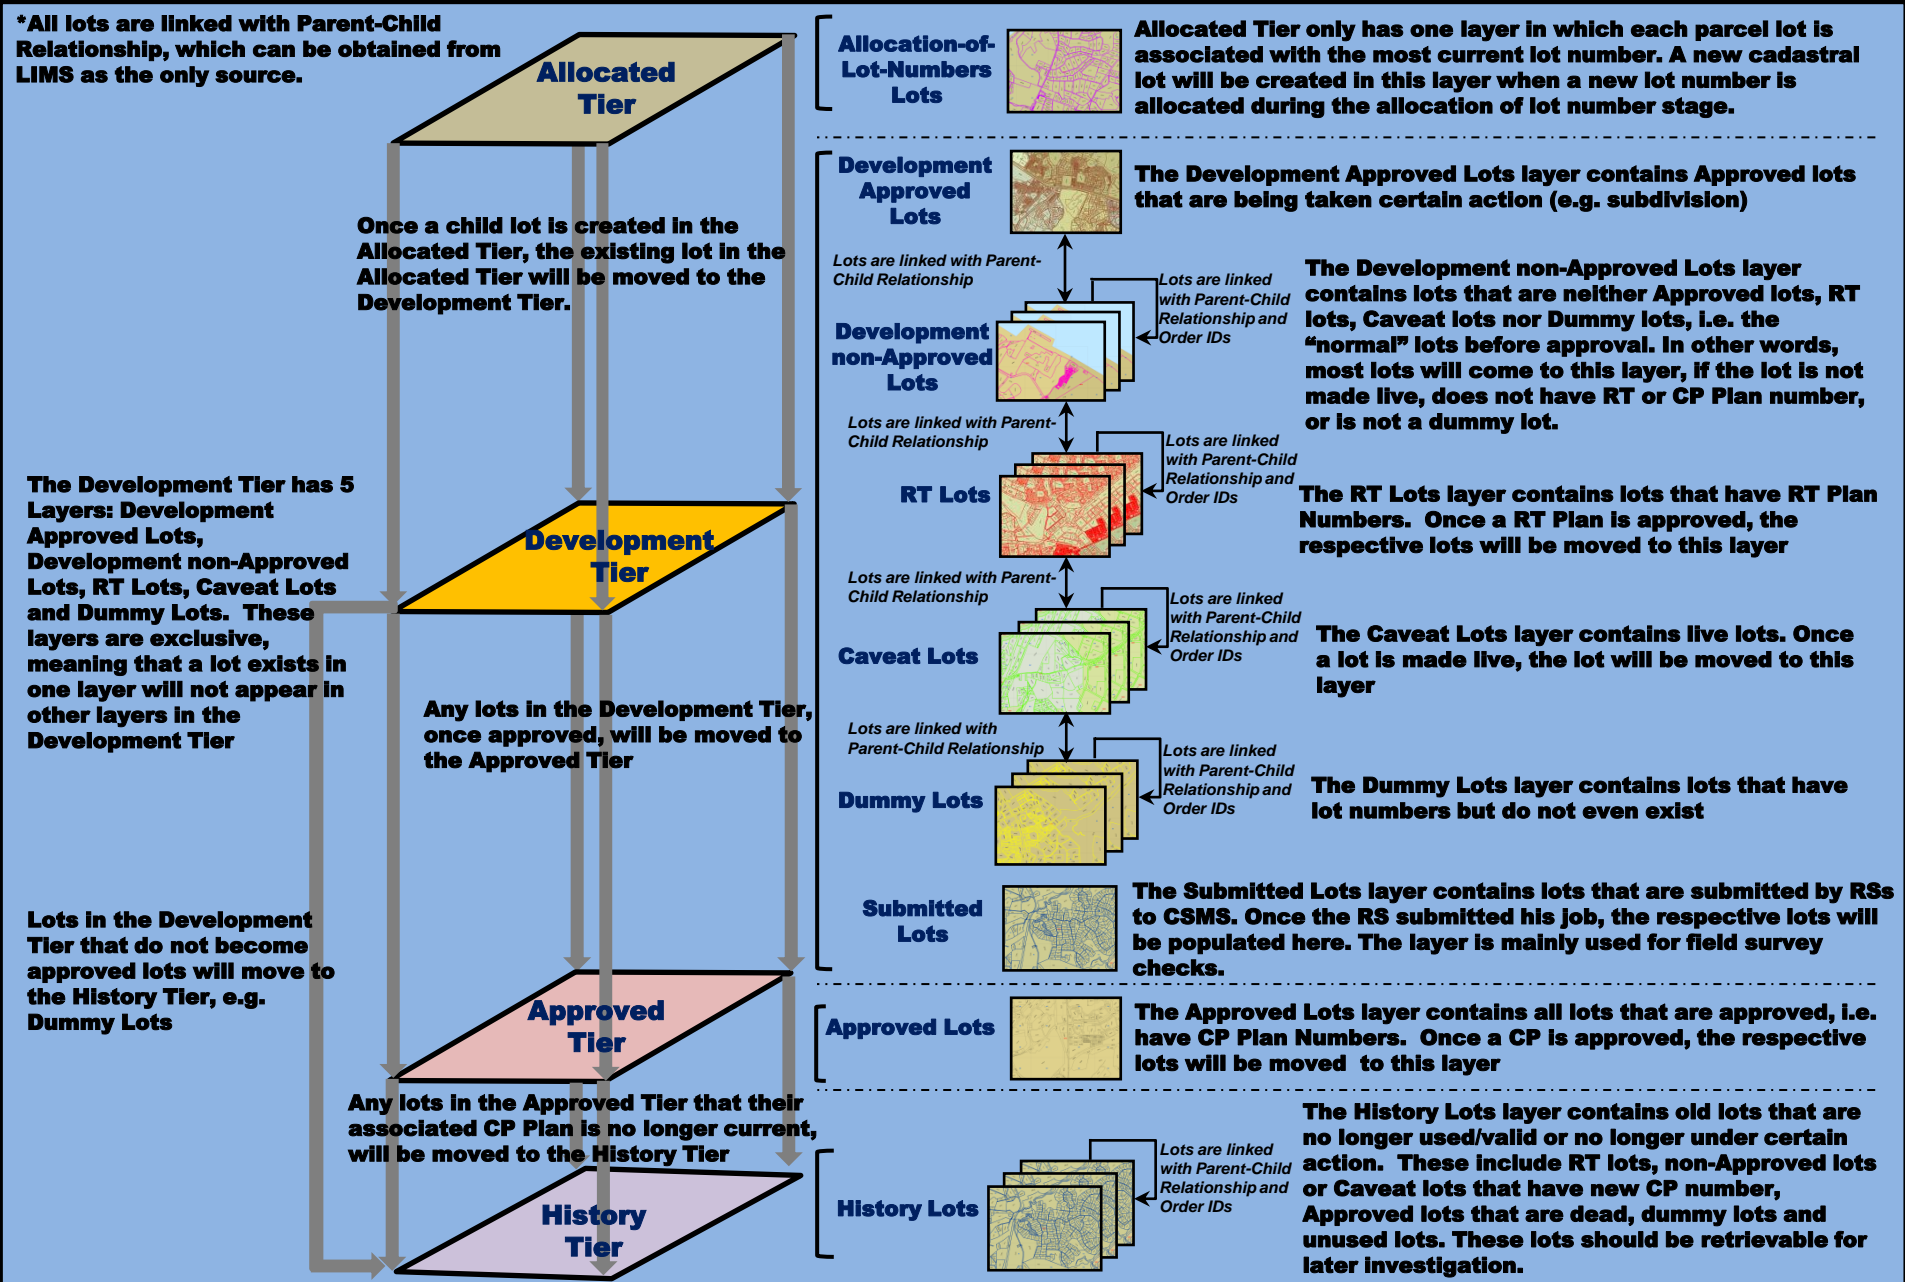 *All lots are linked with Parent-Child
Relationship, which can be obtained from
LIMS as the only source.
Allocated
Tier
Once a child lot is created in the
Allocated Tier, the existing lot in the
Allocated Tier will be moved to the
Development Tier.
The Development Tier has 5
Layers: Development
Approved Lots,
Development non-Approved
Lots, RT Lots, Caveat Lots
and Dummy Lots. These
layers are exclusive,
meaning that a lot exists in
one layer will not appear in
other layers in the
Development Tier
Development
Tier
Any lots in the Development Tier,
once approved, will be moved to
the Approved Tier
Lots in the Development
Tier that do not become
approved lots will move to
the History Tier, e.g.
Dummy Lots
Approved
Tier
Any lots in the Approved Tier that their
associated CP Plan is no longer current,
will be moved to the History Tier
History
Tier
Allocation-of-
Lot-Numbers
Lots
Allocated Tier only has one layer in which each parcel lot is
associated with the most current lot number. A new cadastral
lot will be created in this layer when a new lot number is
allocated during the allocation of lot number stage.
Development
Approved
Lots
The Development Approved Lots layer contains Approved lots
that are being taken certain action (e.g. subdivision)
Lots are linked with Parent-
Child Relationship
Lots are linked
with Parent-Child
Relationship and
Order IDs
Development
non-Approved
Lots
The Development non-Approved Lots layer
contains lots that are neither Approved lots, RT
lots, Caveat lots nor Dummy lots, i.e. the
“normal” lots before approval. In other words,
most lots will come to this layer, if the lot is not
made live, does not have RT or CP Plan number,
or is not a dummy lot.
Lots are linked with Parent-
Child Relationship
Lots are linked
with Parent-Child
Relationship and
Order IDs
RT Lots
The RT Lots layer contains lots that have RT Plan
Numbers. Once a RT Plan is approved, the
respective lots will be moved to this layer
Lots are linked with Parent-
Child Relationship
Lots are linked
with Parent-Child
Relationship and
Order IDs
Caveat Lots
The Caveat Lots layer contains live lots. Once
a lot is made live, the lot will be moved to this
layer
Lots are linked with
Parent-Child Relationship
Lots are linked
with Parent-Child
Relationship and
Order IDs
Dummy Lots
The Dummy Lots layer contains lots that have
lot numbers but do not even exist
Submitted
Lots
The Submitted Lots layer contains lots that are submitted by RSs
to CSMS. Once the RS submitted his job, the respective lots will
be populated here. The layer is mainly used for field survey
checks.
Approved Lots
The Approved Lots layer contains all lots that are approved, i.e.
have CP Plan Numbers. Once a CP is approved, the respective
lots will be moved to this layer
History Lots
Lots are linked
with Parent-Child
Relationship and
Order IDs
The History Lots layer contains old lots that are
no longer used/valid or no longer under certain
action. These include RT lots, non-Approved lots
or Caveat lots that have new CP number,
Approved lots that are dead, dummy lots and
unused lots. These lots should be retrievable for
later investigation.